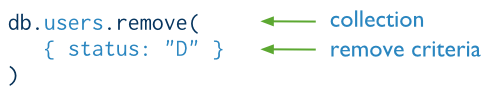 db.users.remove( collection
{ status: "D" } remove criteria
)